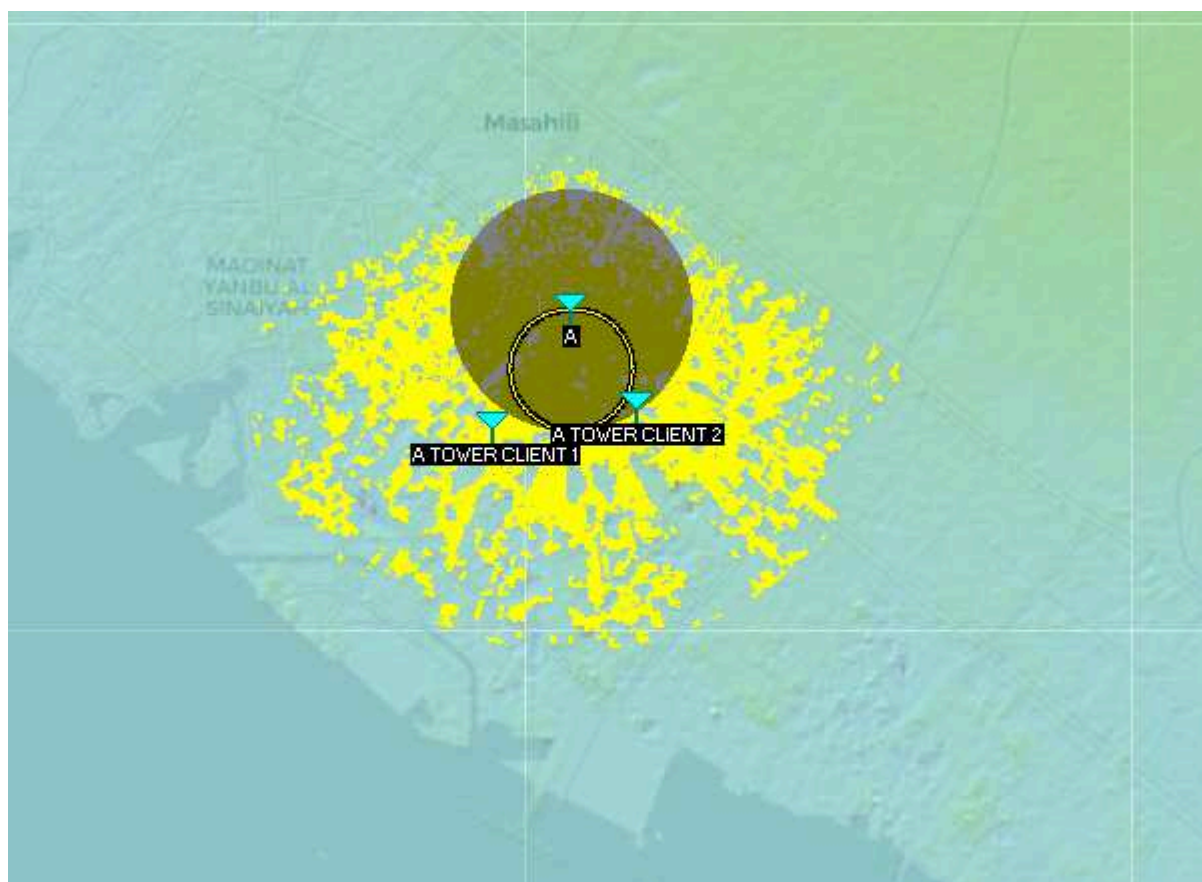 Masahili
MADINAT
YANBU AL
SINAIYAH
A
A TOWER CLIENT 2
A TOWER CLIENT 1